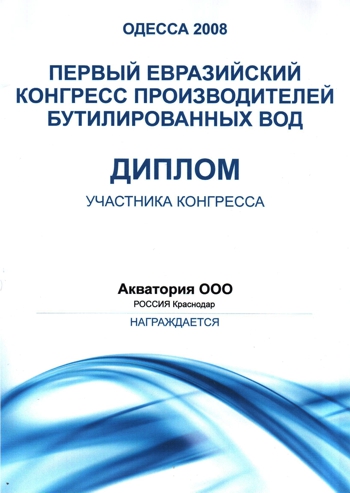 ОДЕССА 2008
ПЕРВЫЙ ЕВРАЗИЙСКИЙ
КОНГРЕСС ПРОИЗВОДИТЕЛЕЙ
БУТИЛИРОВАННЫХ ВОД
ДИПЛОМ
УЧАСТНИКА КОНГРЕССА
Акватория ООО
РОССИЯ Краснодар
НАГРАЖДАЕТСЯ